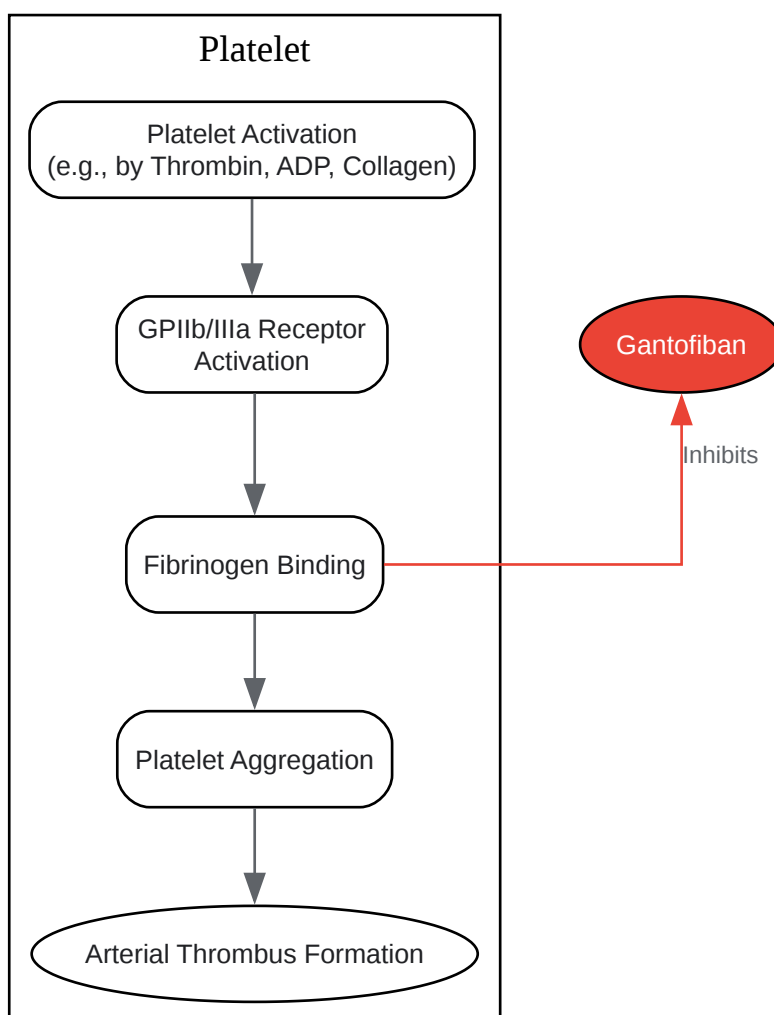 Platelet
Platelet Activation
(e.g., by Thrombin, ADP, Collagen)
GPIIb/IIIa Receptor
Activation
Gantofiban
Inhibits
Fibrinogen Binding
Platelet Aggregation
Arterial Thrombus Formation